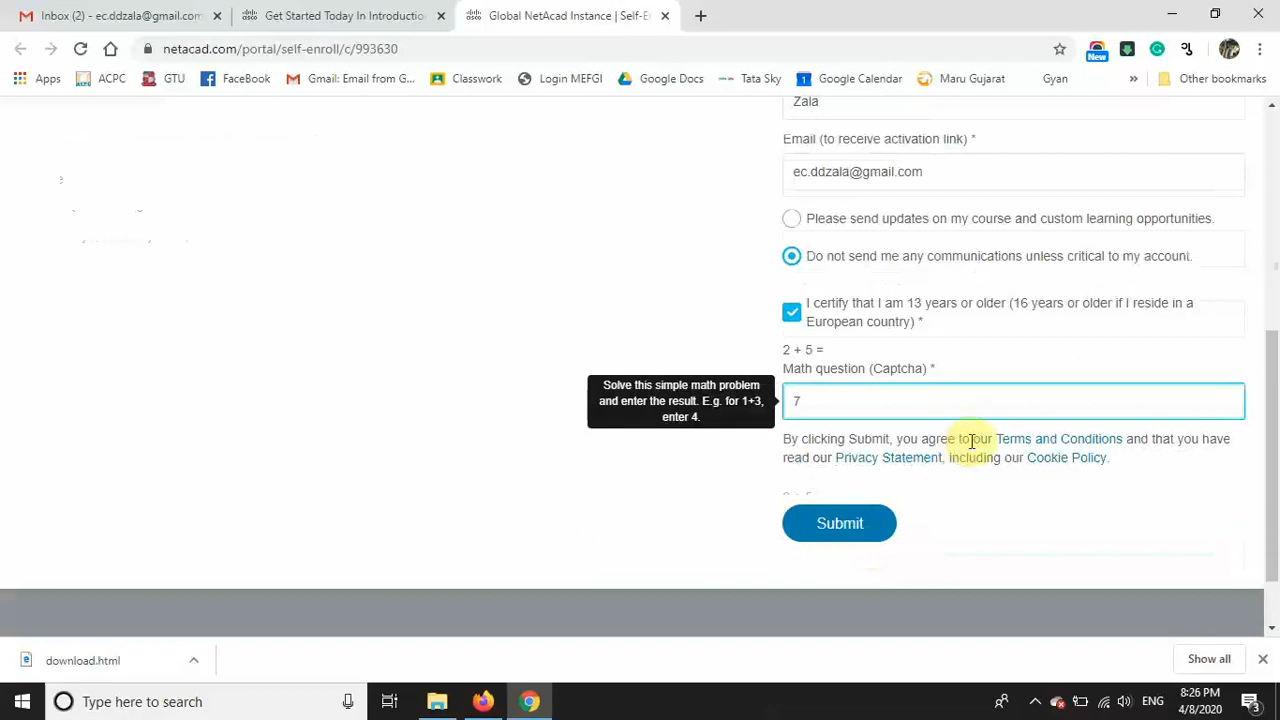 Inbox (2) - ec.ddzala@gmail.com
Get Started Today In Introductio
Global NetAcad Instance | Self-E
netacad.com/portal/self-enroll/c/993630
New
Apps
ACPC
GTU
FaceBook
Gmail: Email from G...
Classwork
Login MEFGI
Google Docs
Tata Sky
Google Calendar
Maru Gujarat
Gyan
»
Other bookmarks
Zala
Email (to receive activation link) *
ec.ddzala@gmail.com
Please send updates on my course and custom learning opportunities.
Do not send me any communications unless critical to my account.
I certify that I am 13 years or older (16 years or older if I reside in a
European country) *
2 + 5 =
Math question (Captcha) *
Solve this simple math problem
and enter the result. E.g. for 1+3,
enter 4.
7
By clicking Submit, you agree to our Terms and Conditions and that you have
read our Privacy Statement, including our Cookie Policy.
Submit
download.html
Show all
Type here to search
ENG
8:26 PM
4/8/2020
3